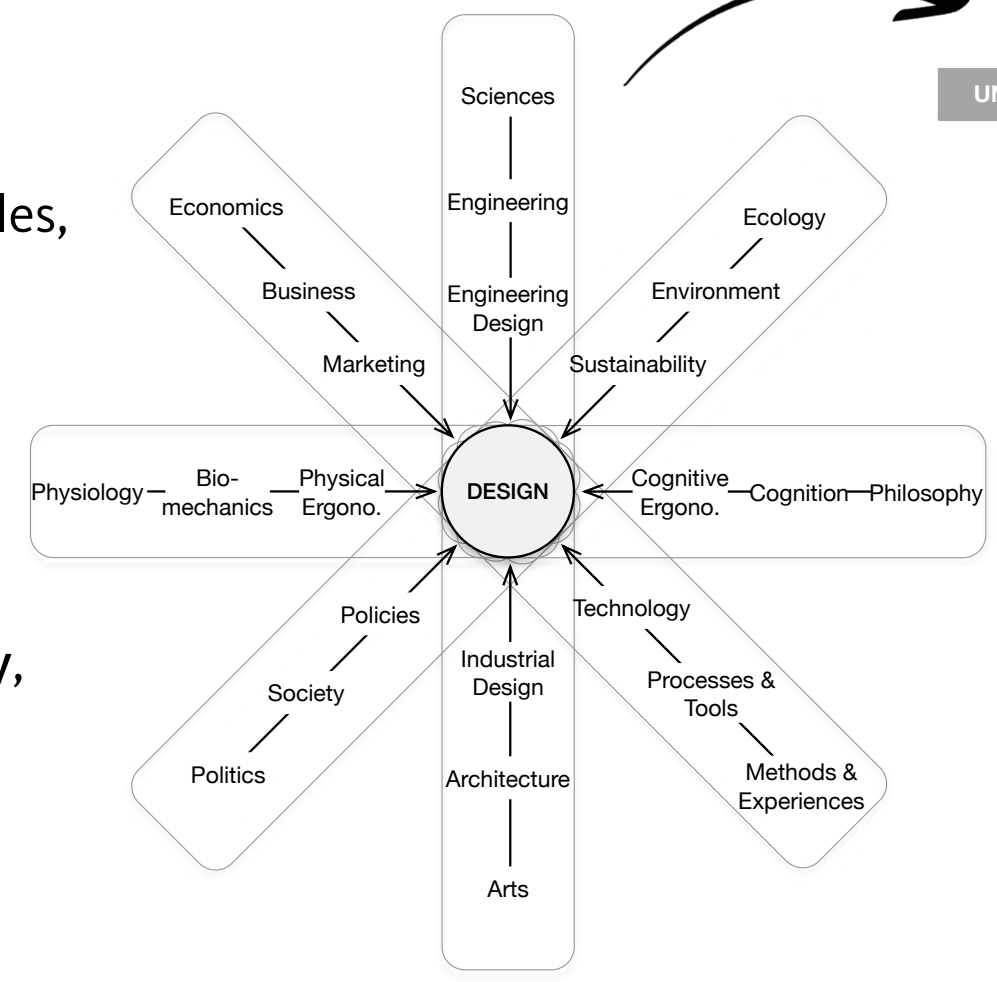 Sciences
UN
Economics
les,
Engineering
Ecology
Business
Engineering
Design
Environment
Marketing
Sustainability
Physiology
Bio-
mechanics
Physical
Ergono.
DESIGN
Cognitive
Ergono.
Cognition
Philosophy
Policies
Technology
y,
Industrial
Design
Society
Processes &
Tools
Politics
Architecture
Methods &
Experiences
Arts